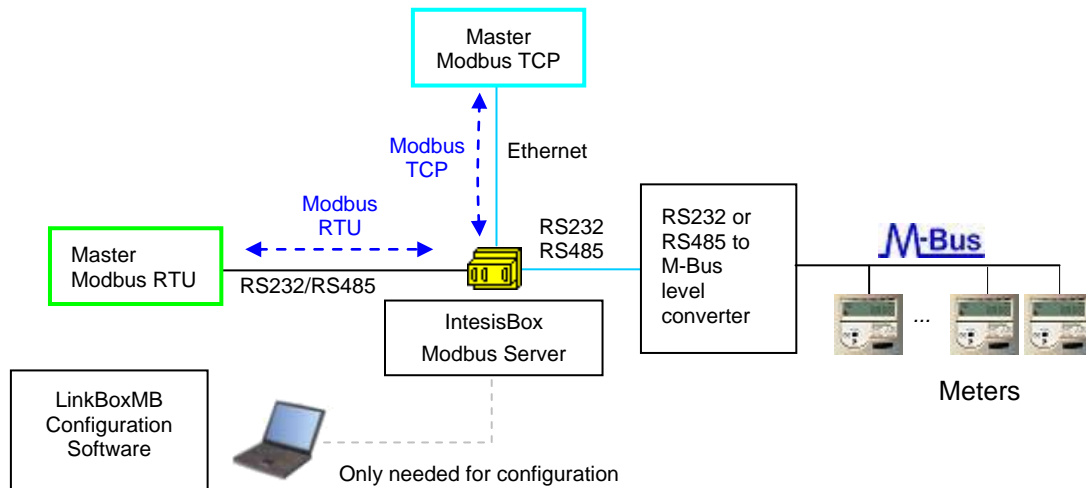 Master
Modbus TCP
Modbus
TCP
Ethernet
Modbus
RTU
Master
Modbus RTU
RS232/RS485
RS232
RS485
RS232 or
RS485 to
M-Bus
level
converter
M-Bus
...
Meters
IntesisBox
Modbus Server
LinkBoxMB
Configuration
Software
Only needed for configuration